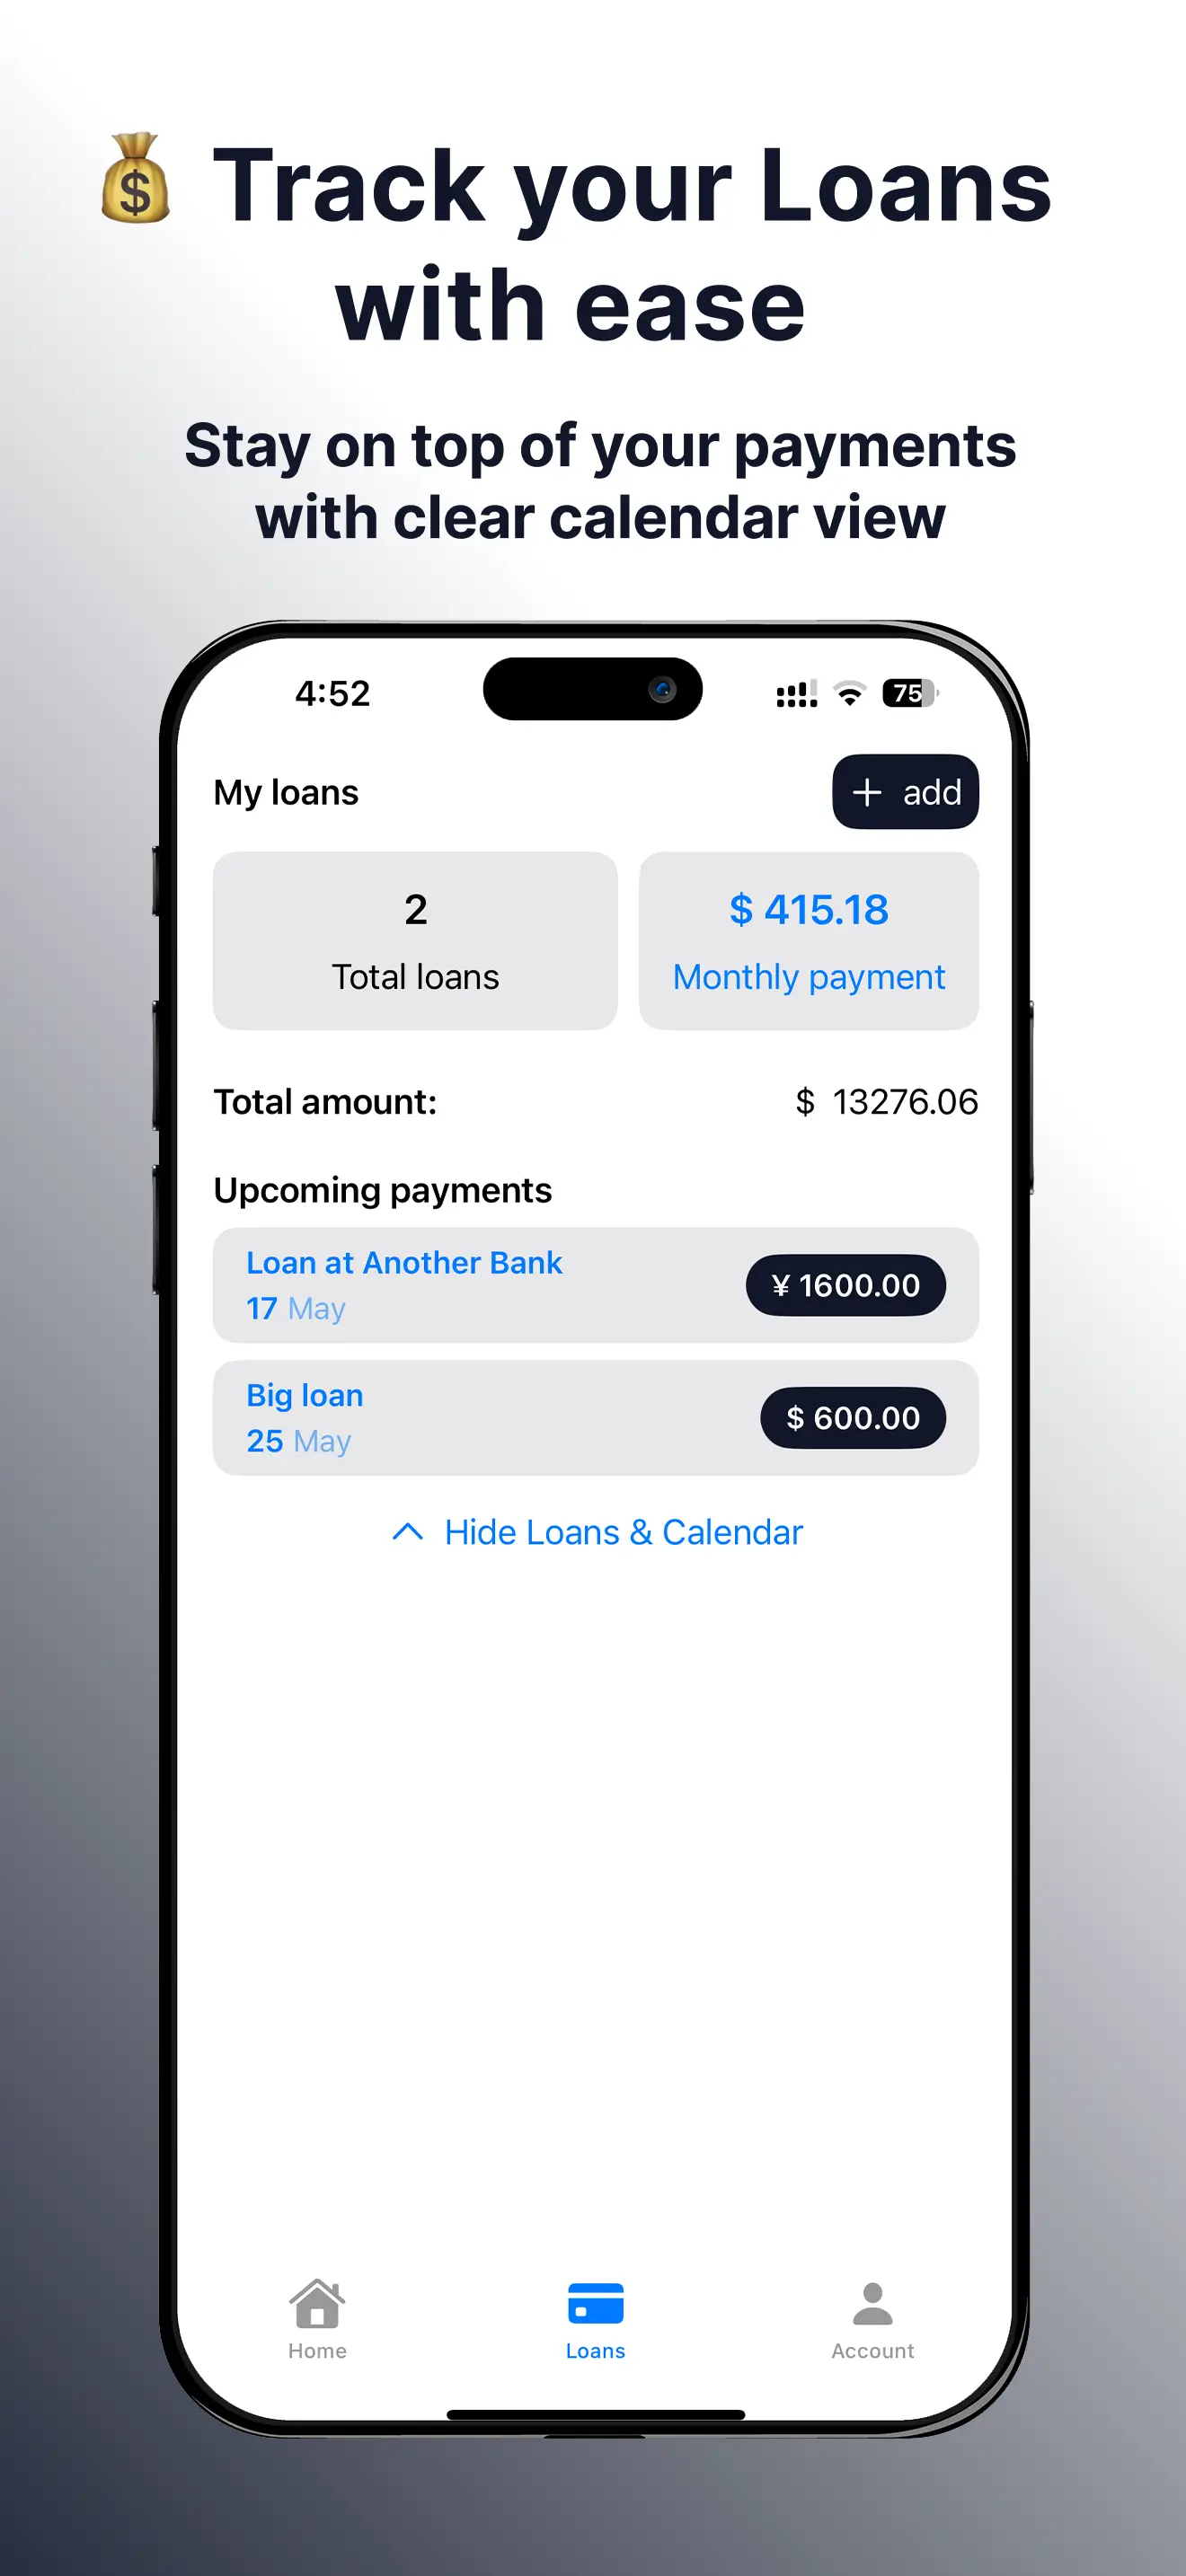 Track your Loans
with ease
Stay on top of your payments
with clear calendar view
4:52
75
My loans
+ add
2
Total loans
$ 415.18
Monthly payment
Total amount:
$ 13276.06
Upcoming payments
Loan at Another Bank
17 May
¥ 1600.00
Big loan
25 May
$ 600.00
Hide Loans & Calendar
Home
Loans
Account